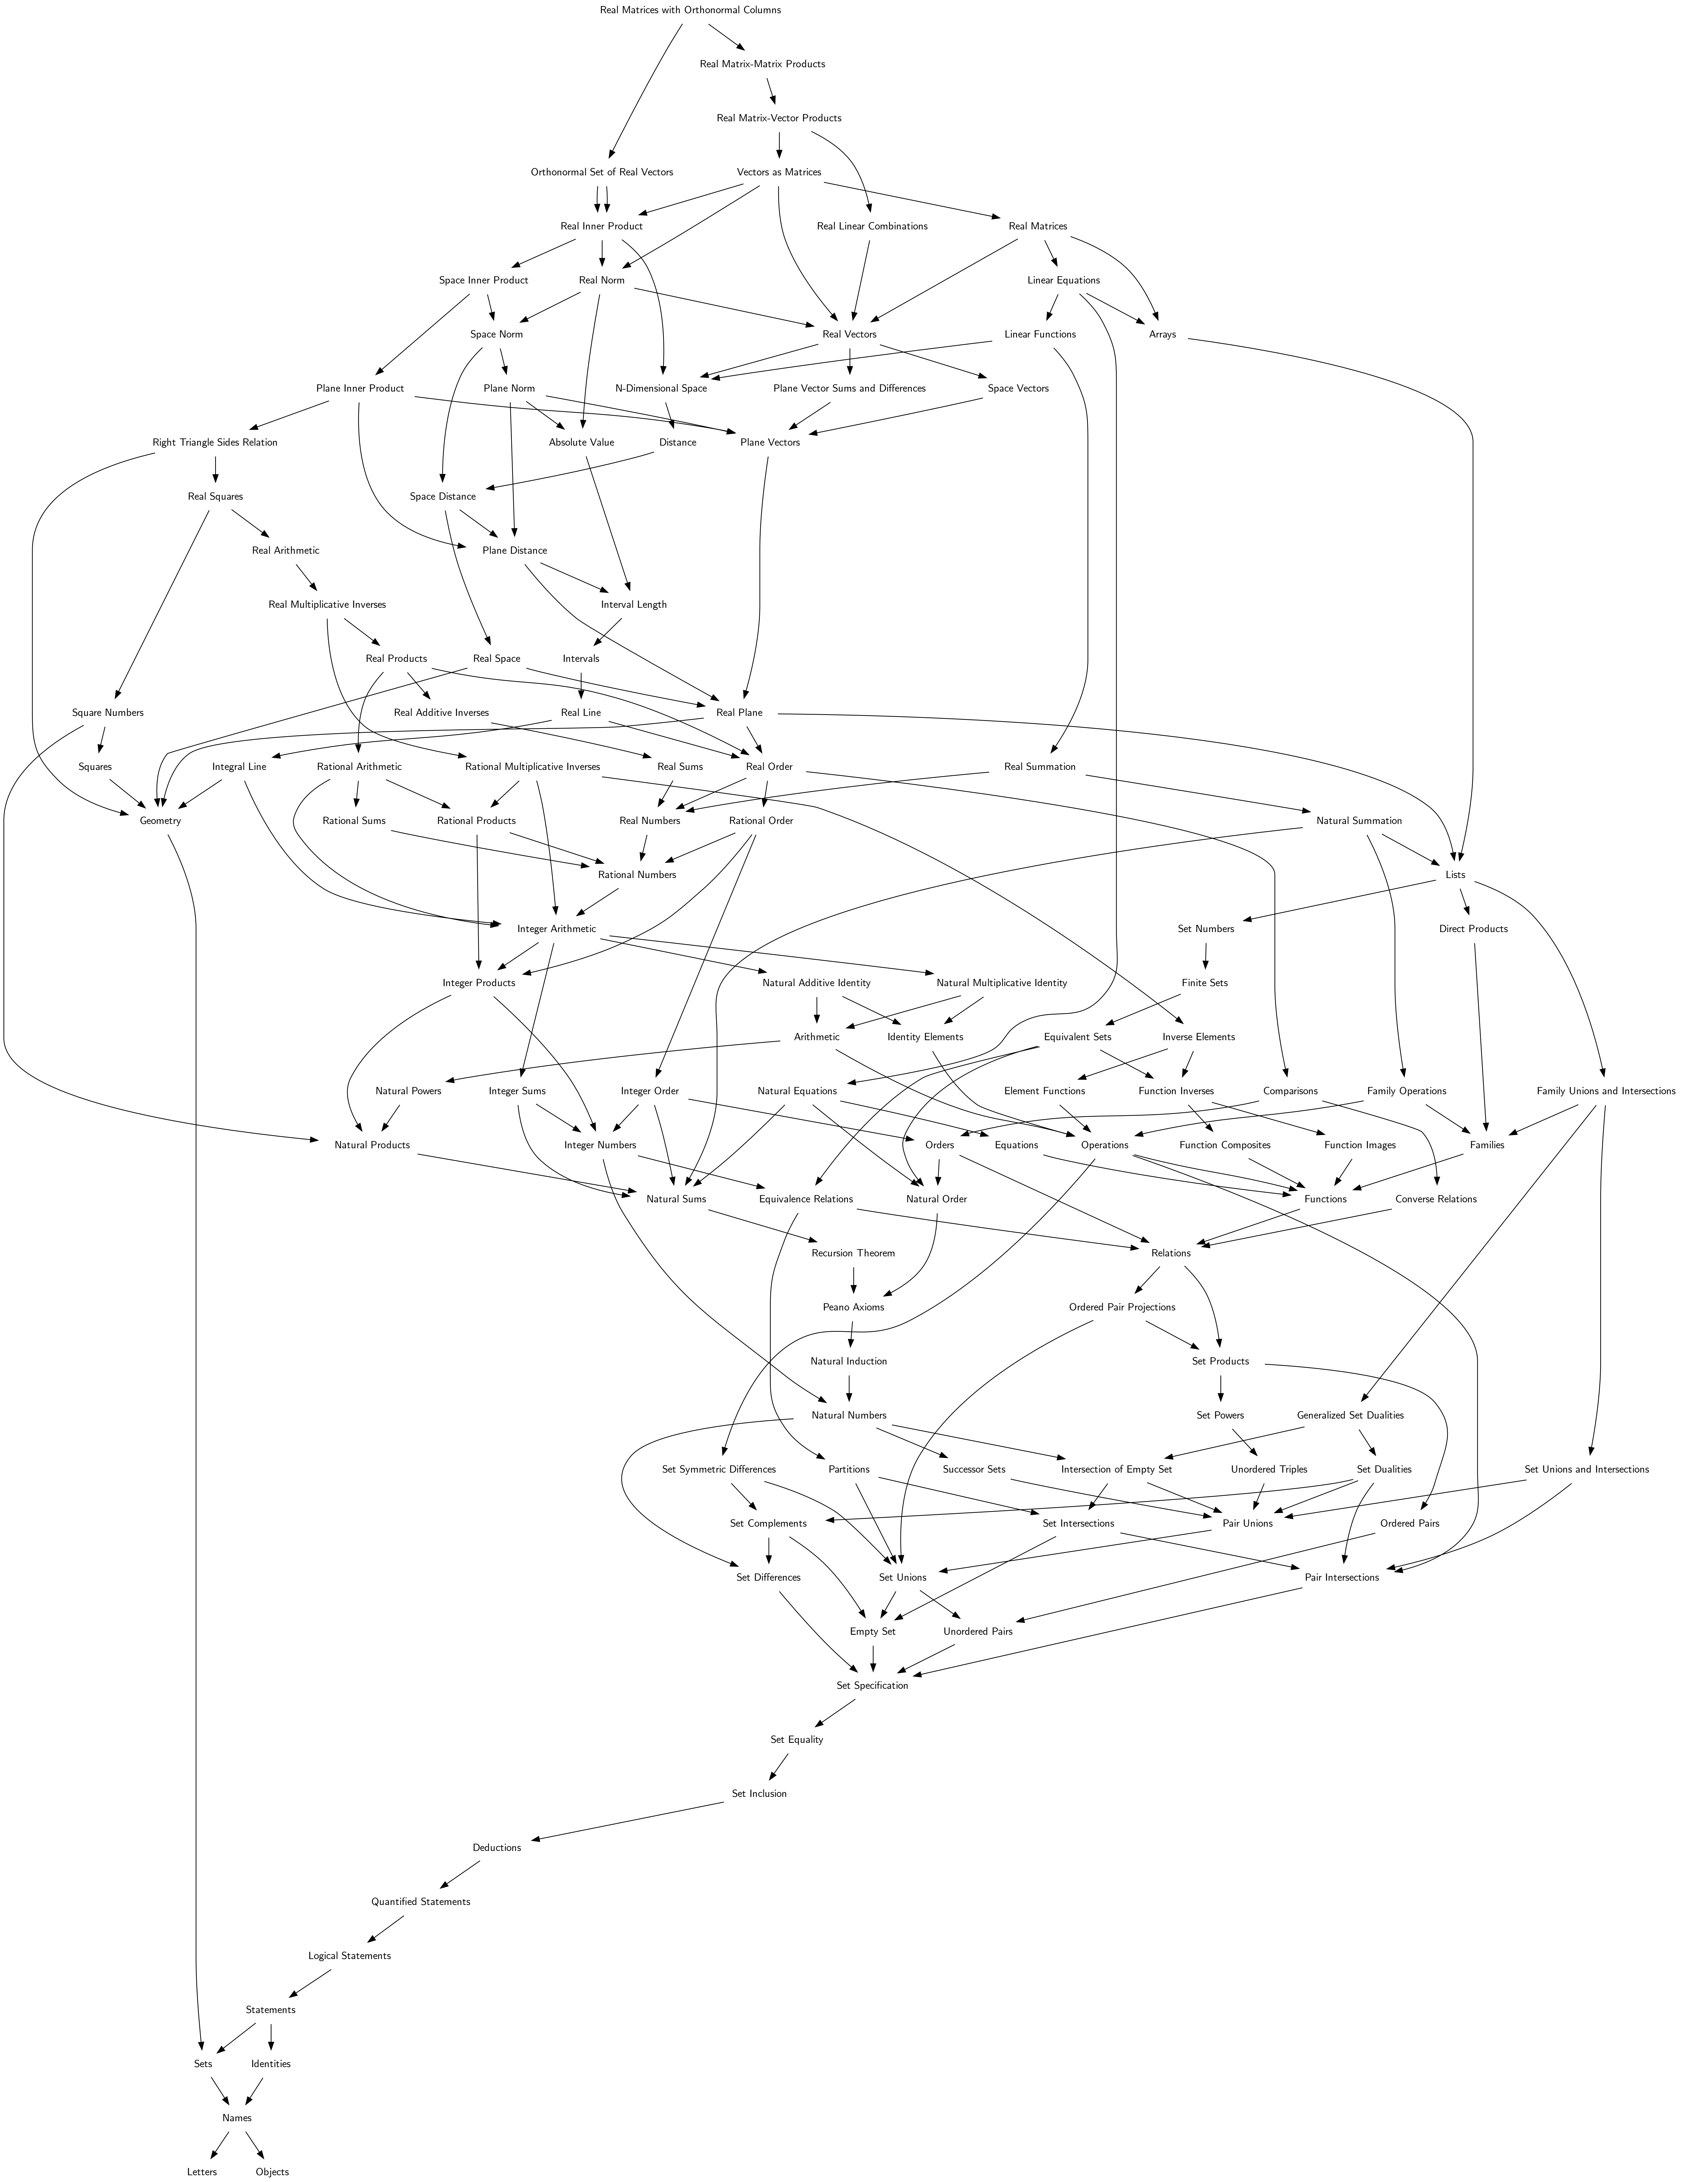 Real Matrices with Orthonormal Columns
Real Matrix-Matrix Products
Real Matrix-Vector Products
Orthonormal Set of Real Vectors
Vectors as Matrices
Real Inner Product
Real Linear Combinations
Real Matrices
Space Inner Product
Real Norm
Linear Equations
Space Norm
Real Vectors
Linear Functions
Arrays
Plane Inner Product
Plane Norm
N-Dimensional Space
Plane Vector Sums and Differences
Space Vectors
Right Triangle Sides Relation
Absolute Value
Distance
Plane Vectors
Real Squares
Space Distance
Real Arithmetic
Plane Distance
Real Multiplicative Inverses
Interval Length
Real Products
Real Space
Intervals
Square Numbers
Real Additive Inverses
Real Line
Real Plane
Squares
Integral Line
Rational Arithmetic
Rational Multiplicative Inverses
Real Sums
Real Order
Real Summation
Geometry
Rational Sums
Rational Products
Real Numbers
Rational Order
Natural Summation
Rational Numbers
Lists
Integer Arithmetic
Set Numbers
Direct Products
Integer Products
Natural Additive Identity
Natural Multiplicative Identity
Finite Sets
Arithmetic
Identity Elements
Equivalent Sets
Inverse Elements
Natural Powers
Integer Sums
Integer Order
Natural Equations
Element Functions
Function Inverses
Comparisons
Family Operations
Family Unions and Intersections
Natural Products
Integer Numbers
Orders
Equations
Operations
Function Composites
Function Images
Families
Natural Sums
Equivalence Relations
Natural Order
Functions
Converse Relations
Recursion Theorem
Relations
Peano Axioms
Ordered Pair Projections
Natural Induction
Set Products
Natural Numbers
Set Powers
Generalized Set Dualities
Set Symmetric Differences
Partitions
Successor Sets
Intersection of Empty Set
Unordered Triples
Set Dualities
Set Unions and Intersections
Set Complements
Set Intersections
Pair Unions
Ordered Pairs
Set Differences
Set Unions
Pair Intersections
Empty Set
Unordered Pairs
Set Specification
Set Equality
Set Inclusion
Deductions
Quantified Statements
Logical Statements
Statements
Sets
Identities
Names
Letters
Objects